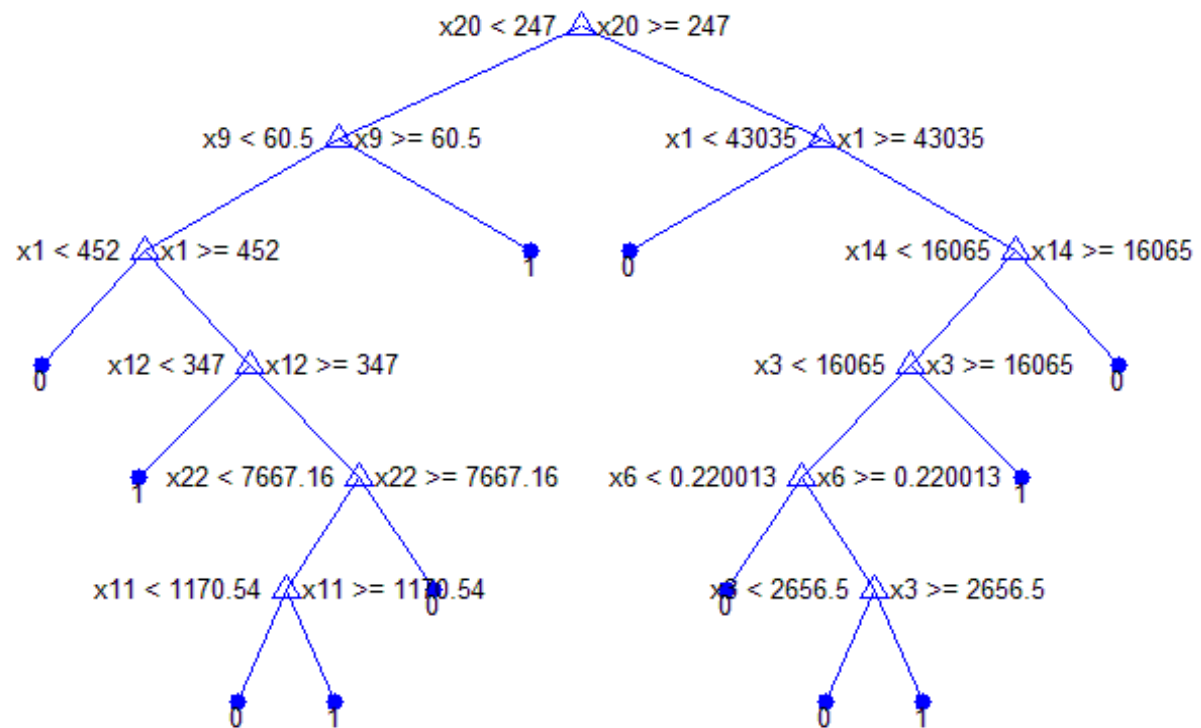 x20 < 247 x20 >= 247
x9 < 60.5 x9 >= 60.5 x1 < 43035 x1 >= 43035
x1 < 452 x1 >= 452 1 0 x14 < 16065 x14 >= 16065
0 x12 < 347 x12 >= 347 x3 < 16065 x3 >= 16065 0
1 x22 < 7667.16 x22 >= 7667.16 x6 < 0.220013 x6 >= 0.220013 1
x11 < 1170.54 x11 >= 1170.54 0 0 x3 < 2656.5 x3 >= 2656.5
0 1 0 1